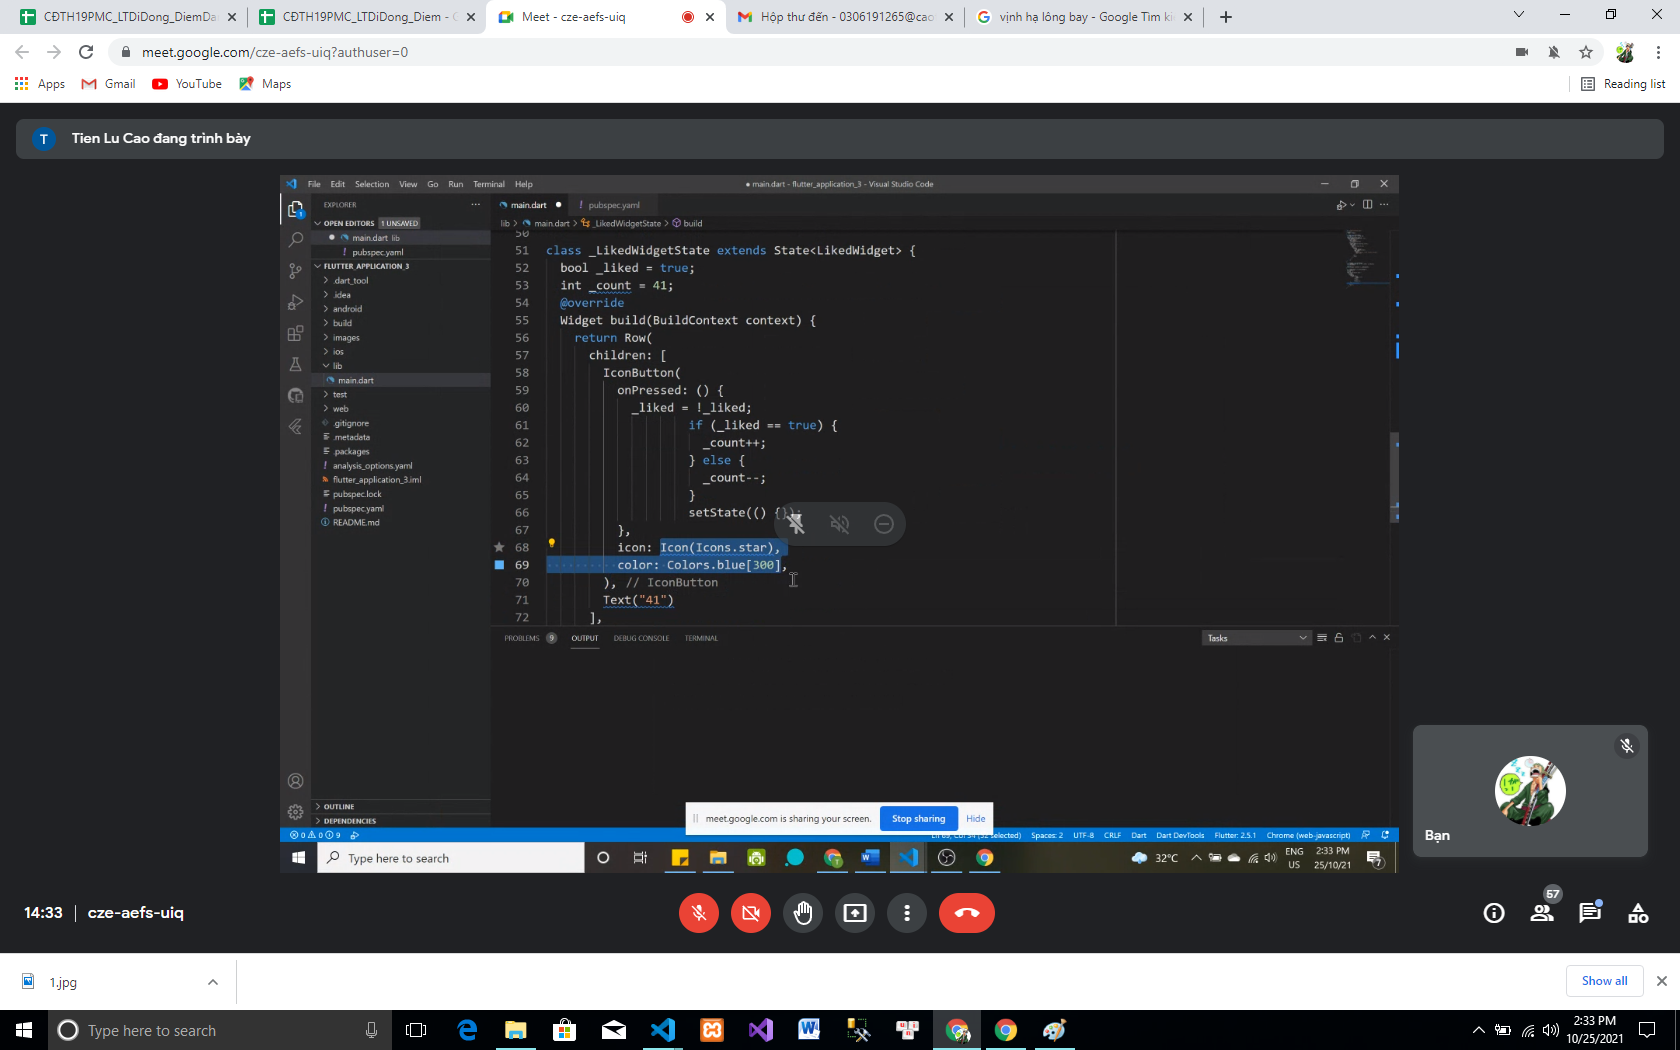 CĐTH19PMC_LTDiDong_DiemDa
CĐTH19PMC_LTDiDong_Diem - C
Meet - cze-aefs-uiq
Hộp thư đến - 0306191265@cao
vịnh hạ lông bay - Google Tìm ki
meet.google.com/cze-aefs-uiq?authuser=0
Apps
Gmail
YouTube
Maps
Reading list
T
Tien Lu Cao đang trình bày
File Edit Selection View Go Run Terminal Help
● main.dart - flutter_application_3 - Visual Studio Code
EXPLORER
main.dart
pubspec.yaml
OPEN EDITORS 1 UNSAVED
lib > main.dart > _LikedWidgetState > build
main.dart lib
pubspec.yaml
FLUTTER_APPLICATION_3
.dart_tool
.idea
android
build
images
ios
lib
main.dart
test
web
.gitignore
.metadata
.packages
analysis_options.yaml
flutter_application_3.iml
pubspec.lock
pubspec.yaml
README.md
OUTLINE
DEPENDENCIES
50
51 class _LikedWidgetState extends State<LikedWidget> {
52 bool _liked = true;
53 int _count = 41;
54 @override
55 Widget build(BuildContext context) {
56 return Row(
57 children: [
58 IconButton(
59 onPressed: () {
60 _liked = !_liked;
61 if (_liked == true) {
62 _count++;
63 } else {
64 _count--;
65 }
66 setState(() {});
67 },
68 icon: Icon(Icons.star),
69 color: Colors.blue[300],
70 ), // IconButton
71 Text("41")
72 ],
PROBLEMS 9 OUTPUT DEBUG CONSOLE TERMINAL
Tasks
meet.google.com is sharing your screen.
Stop sharing
Hide
0 0 9
Spaces: 2 UTF-8 CRLF Dart Dart DevTools Flutter: 2.5.1 Chrome (web-javascript)
Type here to search
32°C
ENG
US
2:33 PM
25/10/21
7
Bạn
14:33 | cze-aefs-uiq
57
1.jpg
Show all
Type here to search
2:33 PM
10/25/2021